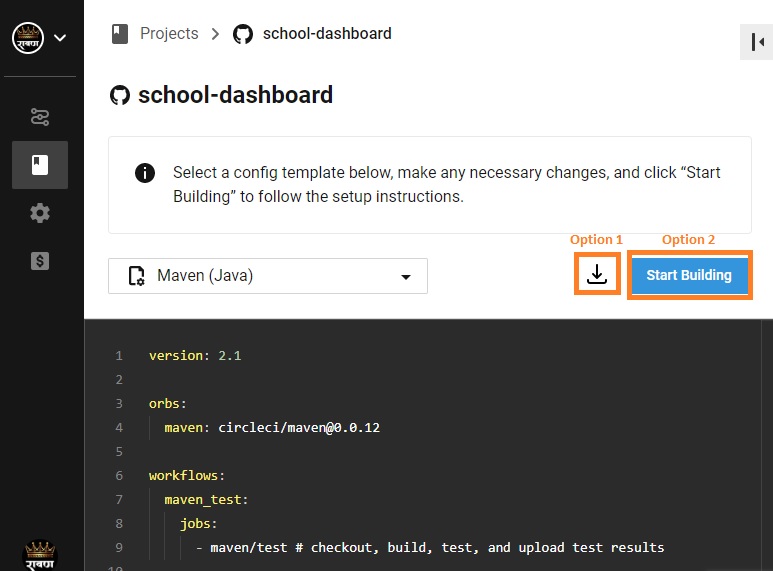 रावण
Projects > school-dashboard
school-dashboard
Select a config template below, make any necessary changes, and click “Start
Building” to follow the setup instructions.
Option 1
Option 2
Maven (Java)
Start Building
1 version: 2.1
2
3 orbs:
4 maven: circleci/maven@0.0.12
5
6 workflows:
7 maven_test:
8 jobs:
9 - maven/test # checkout, build, test, and upload test results
10
$
रावण